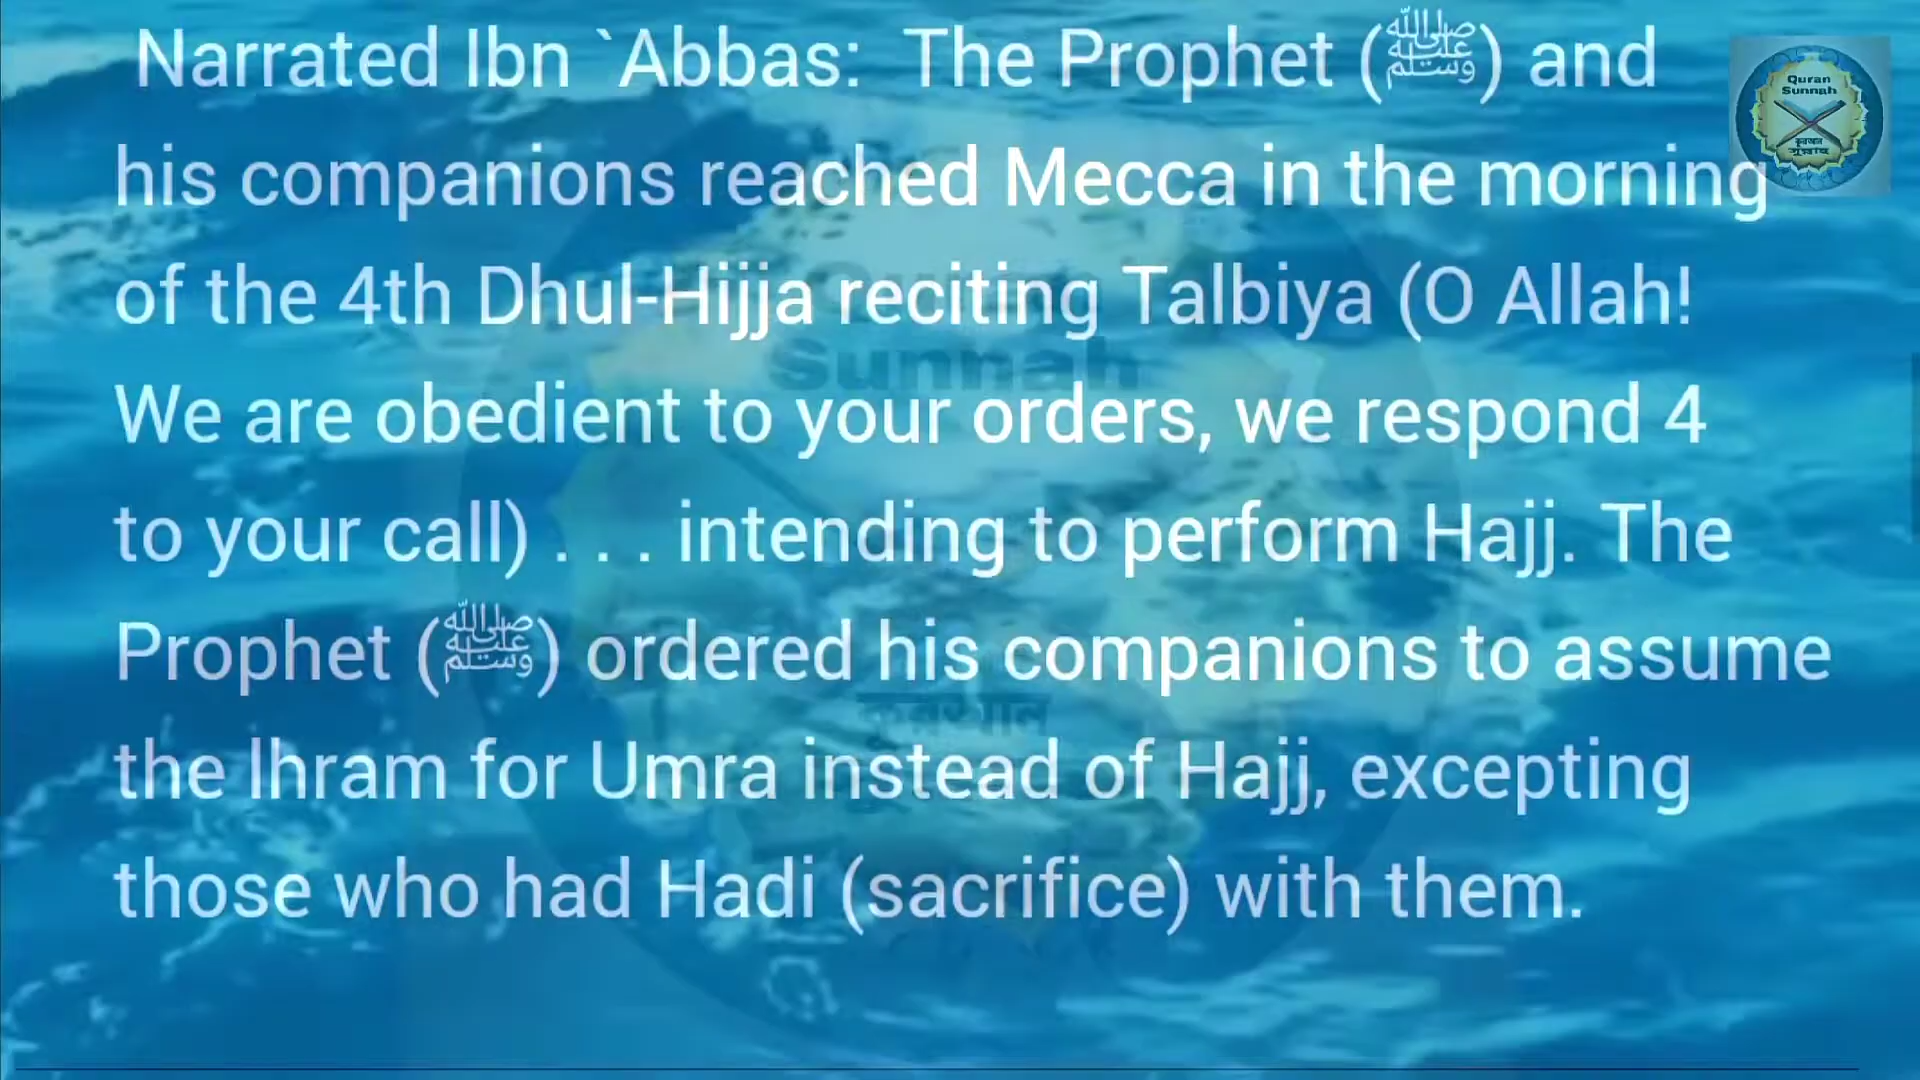 Narrated Ibn `Abbas: The Prophet (ﷺ) and
his companions reached Mecca in the morning
of the 4th Dhul-Hijja reciting Talbiya (O Allah!
We are obedient to your orders, we respond 4
to your call) . . . intending to perform Hajj. The
Prophet (ﷺ) ordered his companions to assume
the Ihram for Umra instead of Hajj, excepting
those who had Hadi (sacrifice) with them.
Quran
Sunnah
Sunnah